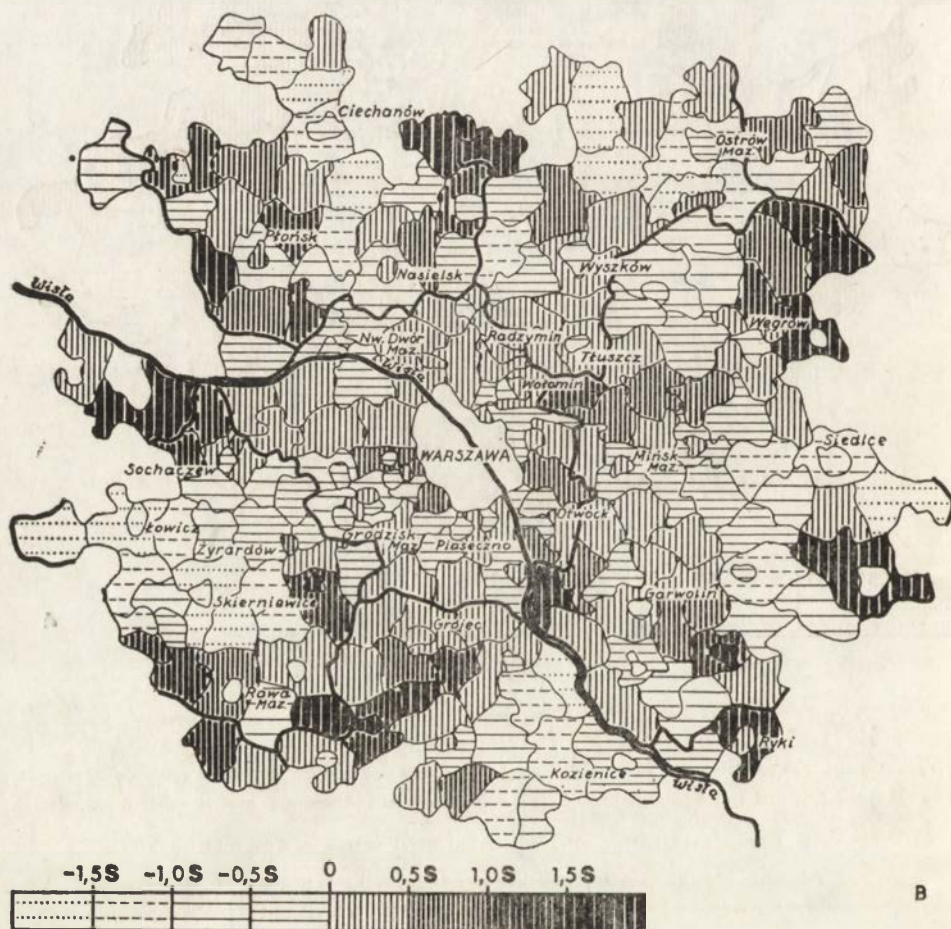 Ciechanów
Ostrów
Maz.
Płońsk
Wisła
Nasielsk
Wyszków
Węgrów
Nw. Dwór
Maz.
Radzymin
Tłuszcz
Wisła
Wołomin
Siedlce
Sochaczew
WARSZAWA
Mińsk
Maz.
Łowicz
Otwock
Grodzisk
Maz.
Piaseczno
Żyrardów
Skierniewice
Garwolin
Grójec
Rawa
Maz.
Ryki
Kozienice
Wisła
-1,5S -1,0S -0,5S 0 0,5S 1,0S 1,5S
B